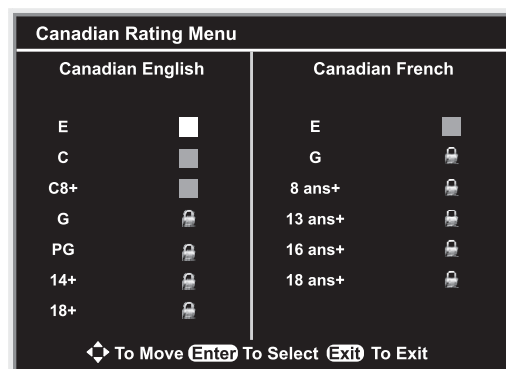 Canadian Rating Menu
Canadian English
E
C
C8+
G
PG
14+
18+
Canadian French
E
G
8 ans+
13 ans+
16 ans+
18 ans+
To Move Enter To Select Exit To Exit